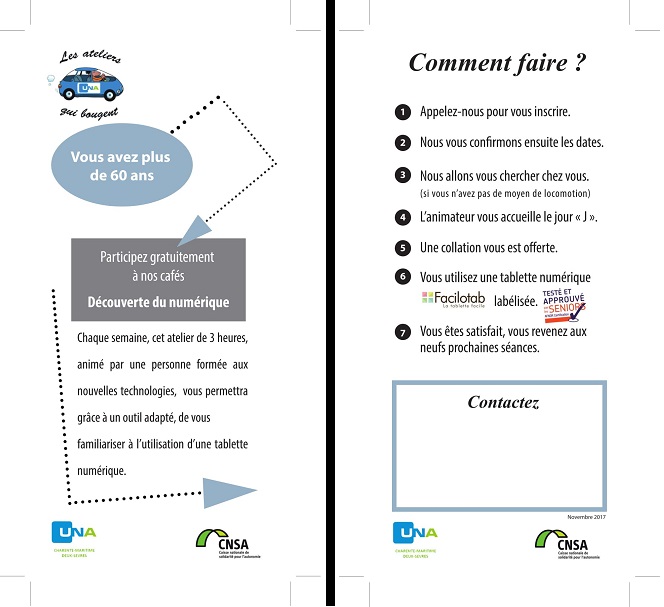 Les ateliers
UNA
qui bougent
Vous avez plus
de 60 ans
Participez gratuitement
à nos cafés
Découverte du numérique
Chaque semaine, cet atelier de 3 heures,
animé par une personne formée aux
nouvelles technologies, vous permettra
grâce à un outil adapté, de vous
familiariser à l'utilisation d'une tablette
numérique.
UNA
CHARENTE-MARITIME
DEUX-SEVRES
CNSA
Caisse nationale de
solidarité pour l'autonomie
Comment faire ?
1 Appelez-nous pour vous inscrire.
2 Nous vous confirmons ensuite les dates.
3 Nous allons vous chercher chez vous.
(si vous n'avez pas de moyen de locomotion)
4 L'animateur vous accueille le jour « J ».
5 Une collation vous est offerte.
6 Vous utilisez une tablette numérique
Facilotab
La tablette facile
labélisée.
TESTÉ ET
APPROUVÉ
SENIORS
7 Vous êtes satisfait, vous revenez aux
neufs prochaines séances.
Contactez
Novembre 2017
UNA
CHARENTE-MARITIME
DEUX-SEVRES
CNSA
Caisse nationale de
solidarité pour l'autonomie